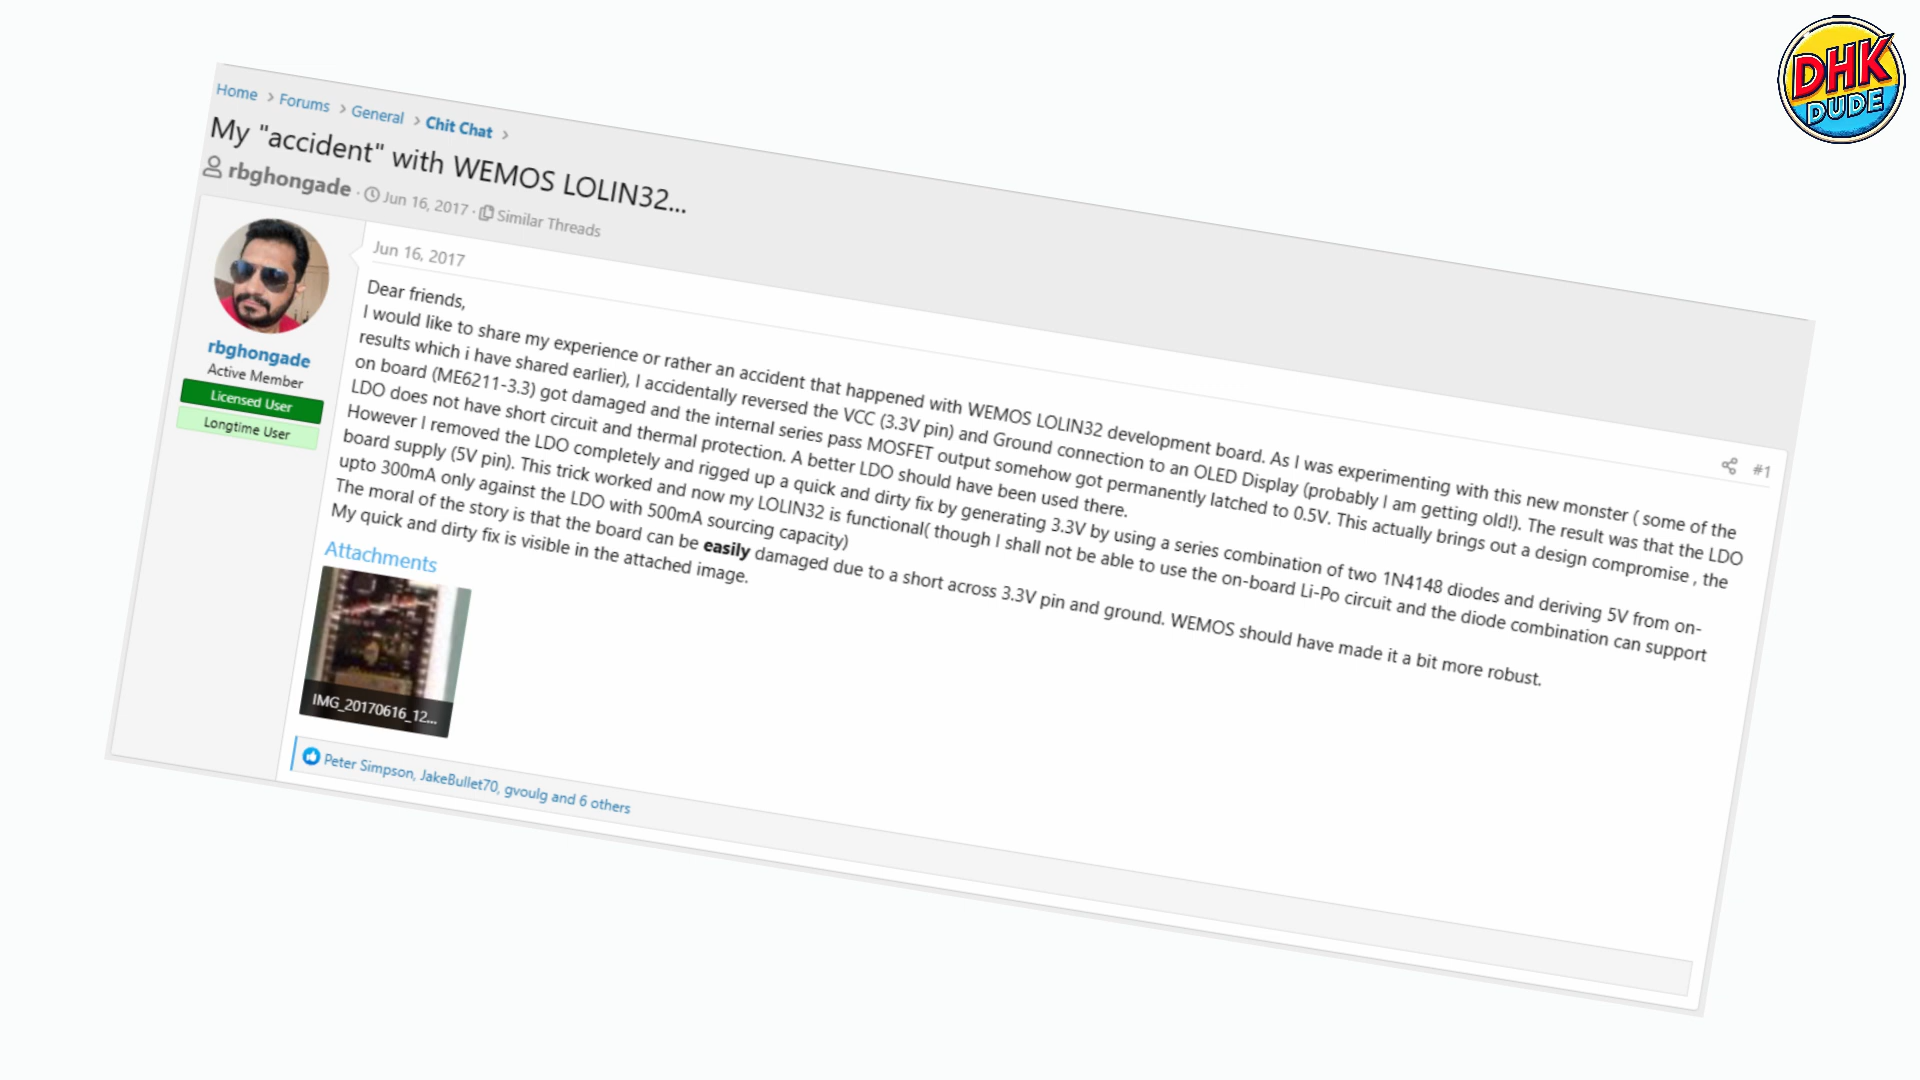 DHK
DUDE
Home > Forums > General > Chit Chat >
My "accident" with WEMOS LOLIN32...
rbghongade · Jun 16, 2017 · Similar Threads
Jun 16, 2017
#1
rbghongade
Active Member
Licensed User
Longtime User
Dear friends,
I would like to share my experience or rather an accident that happened with WEMOS LOLIN32 development board. As I was experimenting with this new monster ( some of the
results which i have shared earlier), I accidentally reversed the VCC (3.3V pin) and Ground connection to an OLED Display (probably I am getting old!). The result was that the LDO
on board (ME6211-3.3) got damaged and the internal series pass MOSFET output somehow got permanently latched to 0.5V. This actually brings out a design compromise , the
LDO does not have short circuit and thermal protection. A better LDO should have been used there.
However I removed the LDO completely and rigged up a quick and dirty fix by generating 3.3V by using a series combination of two 1N4148 diodes and deriving 5V from on-
board supply (5V pin). This trick worked and now my LOLIN32 is functional( though I shall not be able to use the on-board Li-Po circuit and the diode combination can support
upto 300mA only against the LDO with 500mA sourcing capacity)
The moral of the story is that the board can be easily damaged due to a short across 3.3V pin and ground. WEMOS should have made it a bit more robust.
My quick and dirty fix is visible in the attached image.
Attachments
IMG_20170616_12...
Peter Simpson, JakeBullet70, gvoulg and 6 others